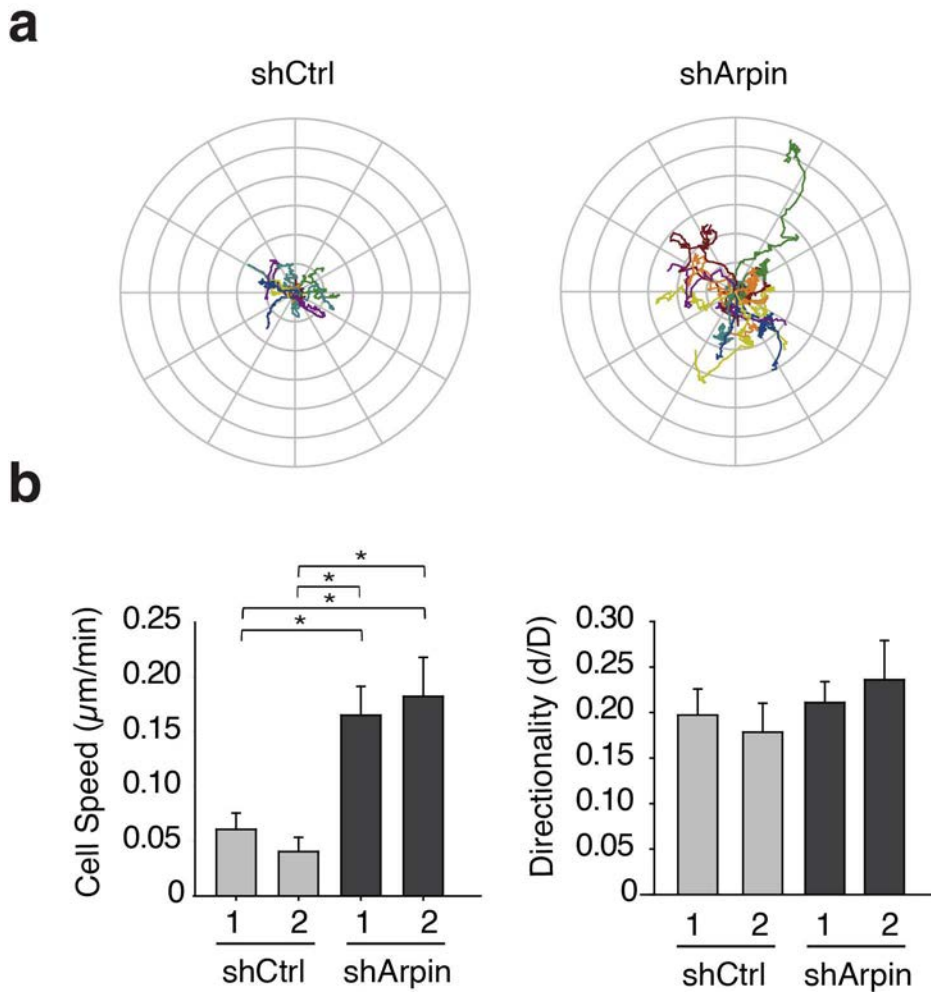 a
shCtrl
shArpin
b
Cell Speed (µm/min)
0.25
0.20
0.15
0.10
0.05
0
*
*
*
*
1 2 1 2
shCtrl shArpin
Directionality (d/D)
0.30
0.25
0.20
0.15
0.10
0.05
0
1 2 1 2
shCtrl shArpin